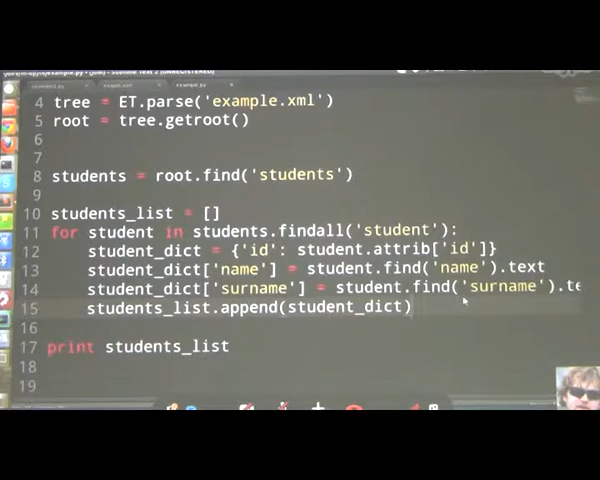 example.py
4 tree = ET.parse('example.xml')
5 root = tree.getroot()
6
7
8 students = root.find('students')
9
10 students_list = []
11 for student in students.findall('student'):
12 student_dict = {'id': student.attrib['id']}
13 student_dict['name'] = student.find('name').text
14 student_dict['surname'] = student.find('surname').te
15 students_list.append(student_dict)
16
17 print students_list
18
19